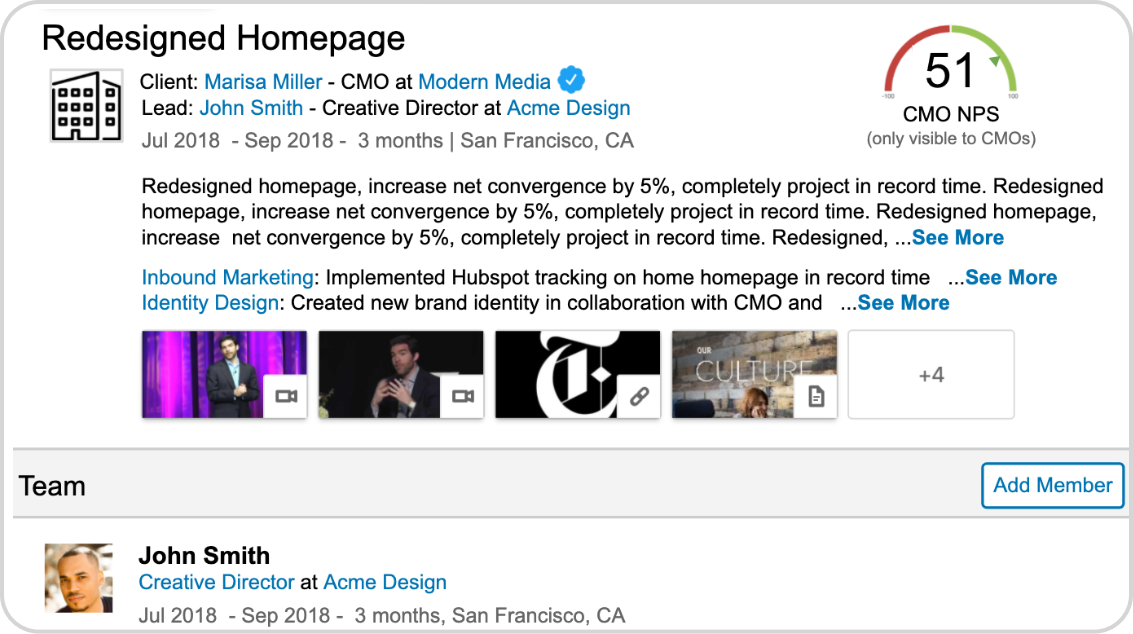 Redesigned Homepage
Client: Marisa Miller - CMO at Modern Media
Lead: John Smith - Creative Director at Acme Design
Jul 2018 - Sep 2018 - 3 months | San Francisco, CA
51
-100
100
CMO NPS
(only visible to CMOs)
Redesigned homepage, increase net convergence by 5%, completely project in record time. Redesigned
homepage, increase net convergence by 5%, completely project in record time. Redesigned homepage,
increase net convergence by 5%, completely project in record time. Redesigned, ...See More
Inbound Marketing: Implemented Hubspot tracking on home homepage in record time ...See More
Identity Design: Created new brand identity in collaboration with CMO and ...See More
T
OUR
CULTURE
+4
Team
Add Member
John Smith
Creative Director at Acme Design
Jul 2018 - Sep 2018 - 3 months, San Francisco, CA